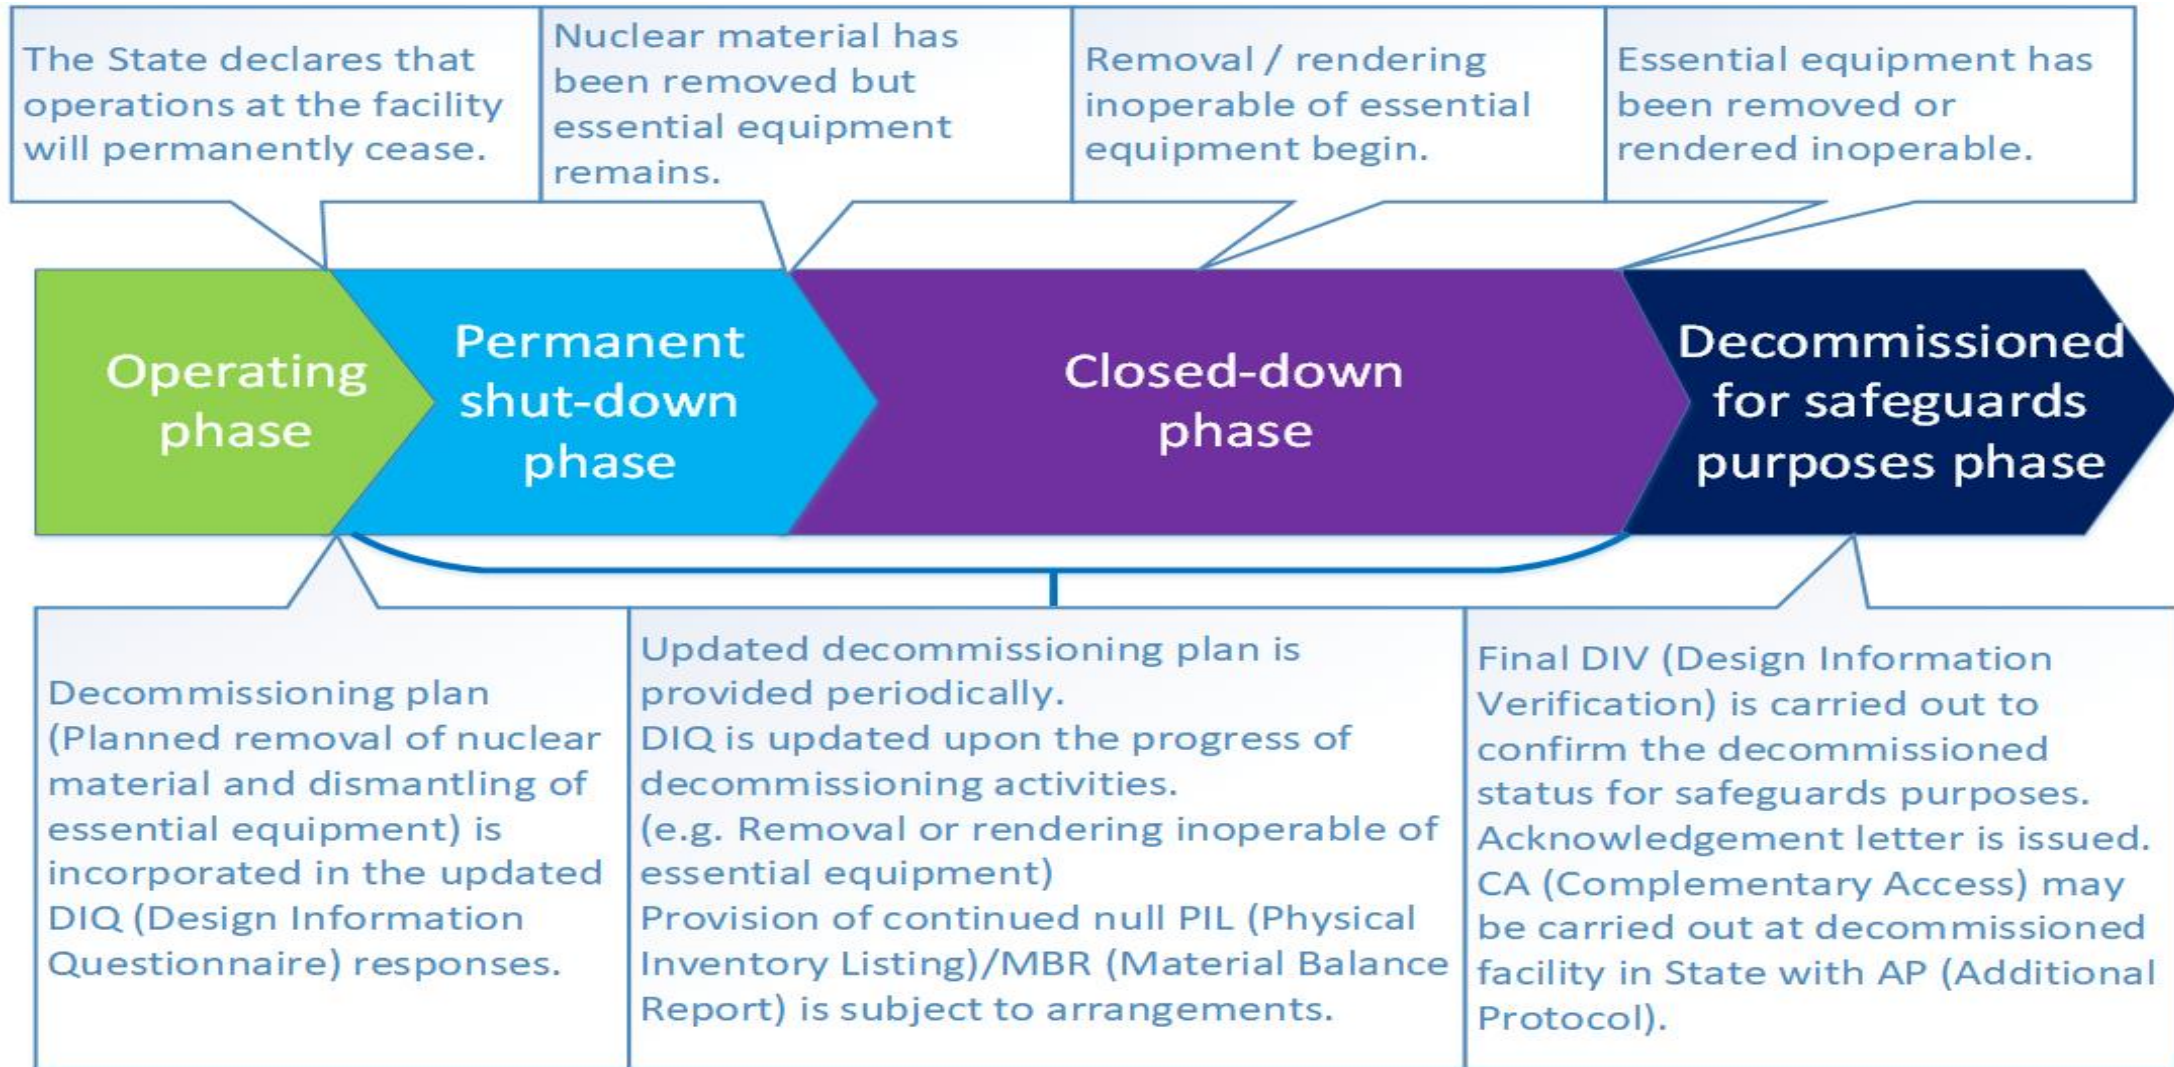 The State declares that
operations at the facility
will permanently cease.
Nuclear material has
been removed but
essential equipment
remains.
Removal / rendering
inoperable of essential
equipment begin.
Essential equipment has
been removed or
rendered inoperable.
Operating
phase
Permanent
shut-down
phase
Closed-down
phase
Decommissioned
for safeguards
purposes phase
Decommissioning plan
(Planned removal of nuclear
material and dismantling of
essential equipment) is
incorporated in the updated
DIQ (Design Information
Questionnaire) responses.
Updated decommissioning plan is
provided periodically.
DIQ is updated upon the progress of
decommissioning activities.
(e.g. Removal or rendering inoperable of
essential equipment)
Provision of continued null PIL (Physical
Inventory Listing)/MBR (Material Balance
Report) is subject to arrangements.
Final DIV (Design Information
Verification) is carried out to
confirm the decommissioned
status for safeguards purposes.
Acknowledgement letter is issued.
CA (Complementary Access) may
be carried out at decommissioned
facility in State with AP (Additional
Protocol).